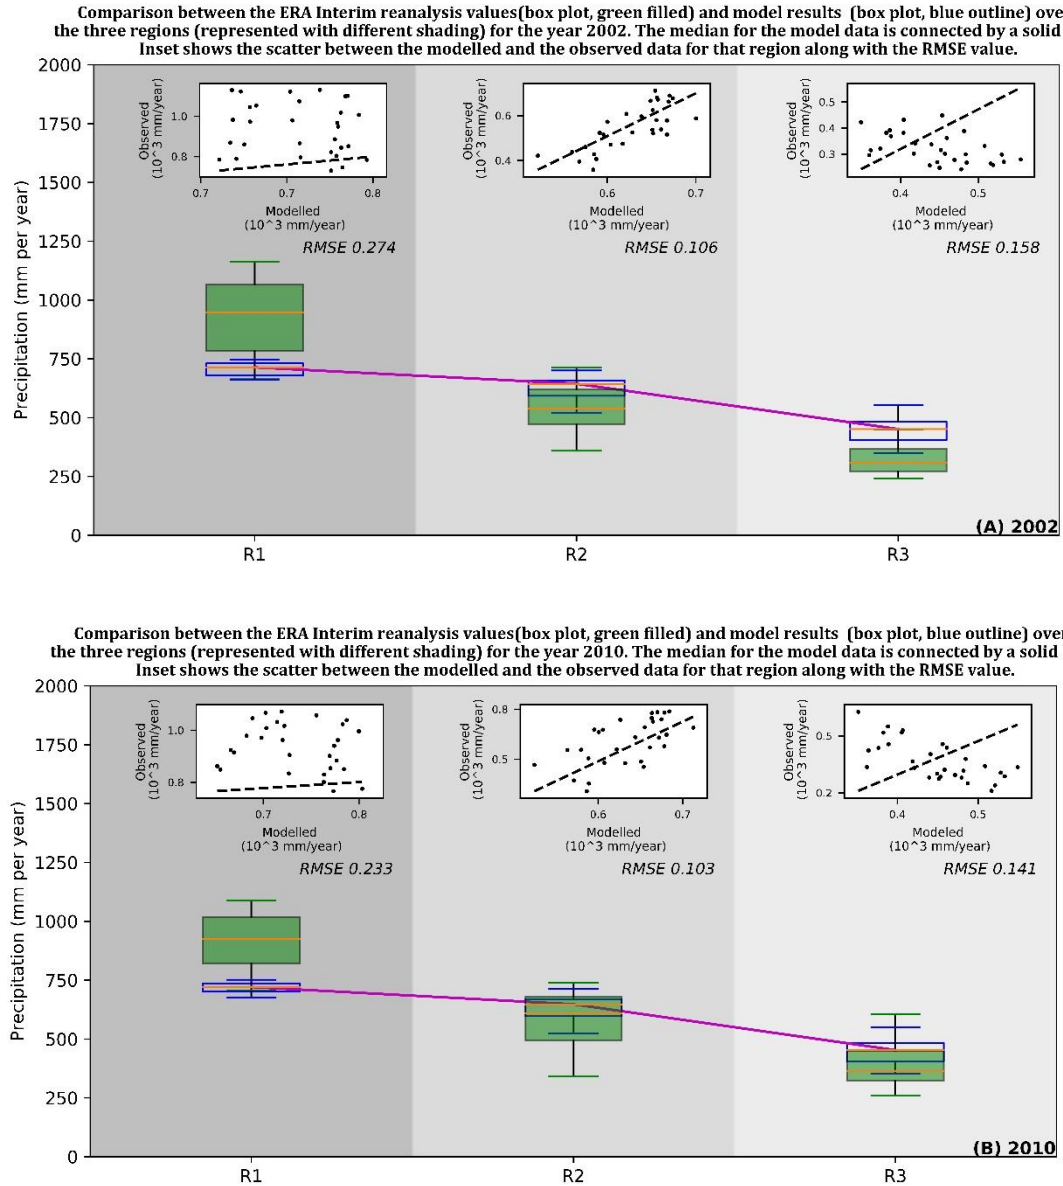 Comparison between the ERA Interim reanalysis values(box plot, green filled) and model results (box plot, blue outline) ove
the three regions (represented with different shading) for the year 2002. The median for the model data is connected by a solid
Inset shows the scatter between the modelled and the observed data for that region along with the RMSE value.
2000
1750
1500
1250
1000
750
500
250
0
Precipitation (mm per year)
Observed
(10^3 mm/year)
1.0
0.8
0.7 0.7 0.8
Modelled
(10^3 mm/year)
RMSE 0.274
Observed
(10^3 mm/year)
0.6
0.4
0.6 0.7
Modelled
(10^3 mm/year)
RMSE 0.106
Observed
(10^3 mm/year)
0.5
0.4
0.3
0.4 0.5
Modelled
(10^3 mm/year)
RMSE 0.158
(A) 2002
R1 R2 R3
Comparison between the ERA Interim reanalysis values(box plot, green filled) and model results (box plot, blue outline) ove
the three regions (represented with different shading) for the year 2010. The median for the model data is connected by a solid
Inset shows the scatter between the modelled and the observed data for that region along with the RMSE value.
2000
1750
1500
1250
1000
750
500
250
0
Precipitation (mm per year)
Observed
(10^3 mm/year)
1.0
0.8
0.7 0.8
Modelled
(10^3 mm/year)
RMSE 0.233
Observed
(10^3 mm/year)
0.8
0.5
0.6 0.7
Modelled
(10^3 mm/year)
RMSE 0.103
Observed
(10^3 mm/year)
0.5
0.2
0.4 0.5
Modelled
(10^3 mm/year)
RMSE 0.141
(B) 2010
R1 R2 R3